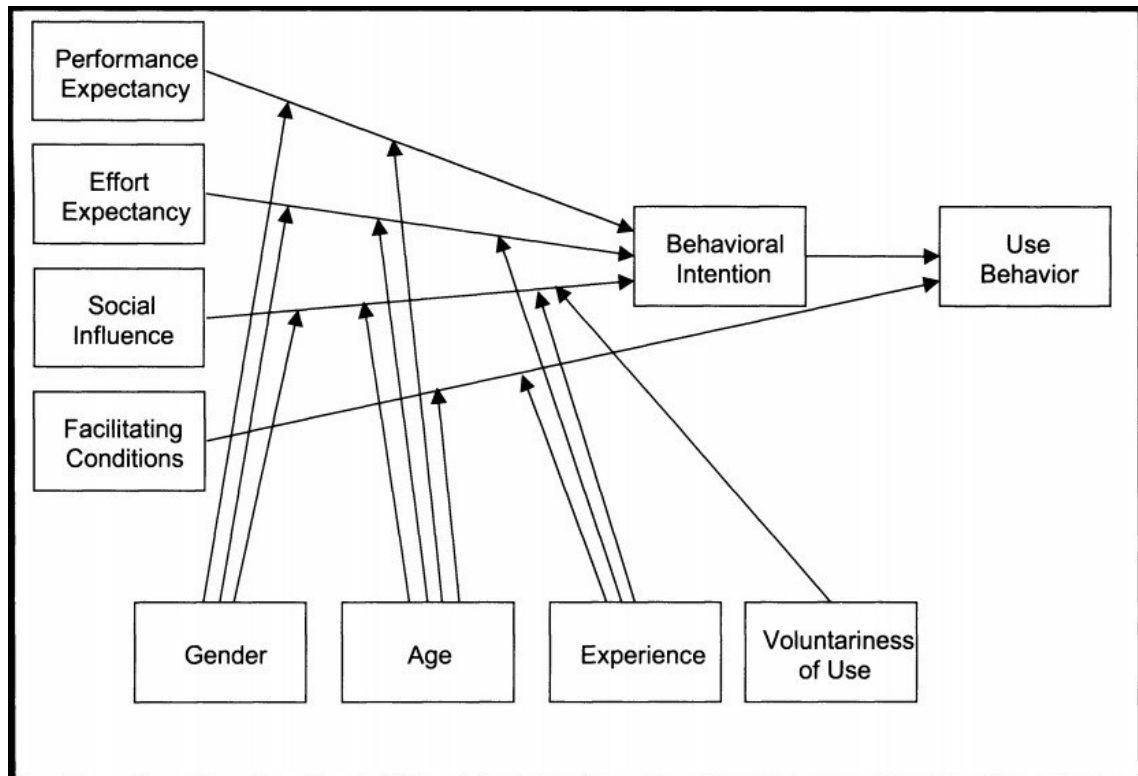 Performance
Expectancy
Effort
Expectancy
Social
Influence
Facilitating
Conditions
Behavioral
Intention
Use
Behavior
Gender
Age
Experience
Voluntariness
of Use